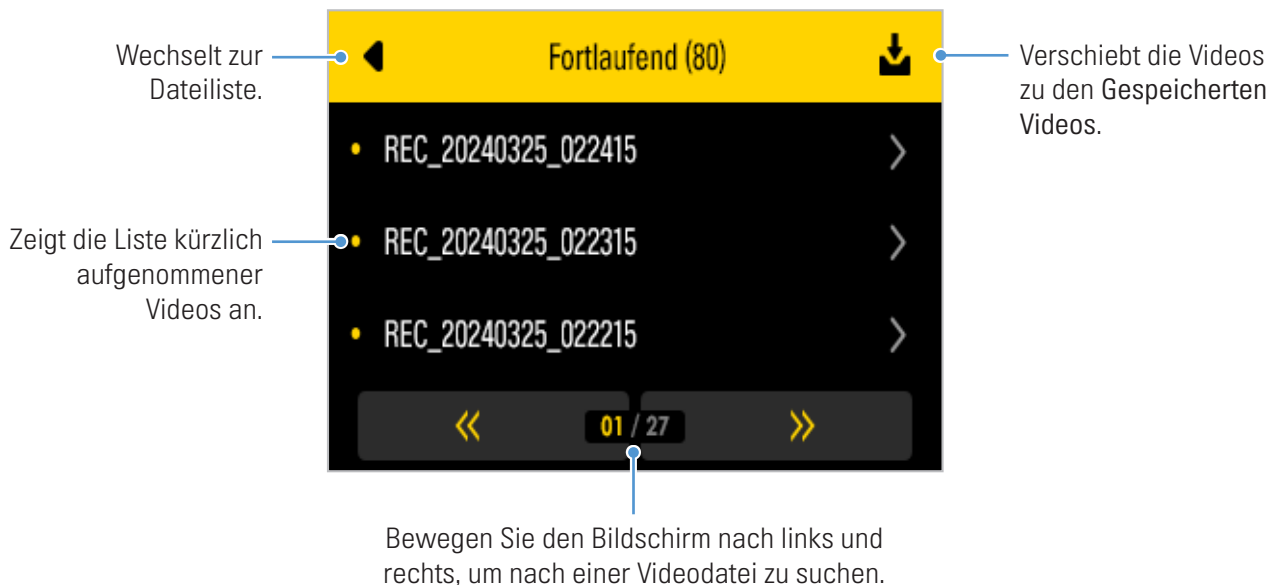 Wechselt zur
Dateiliste.
Fortlaufend (80)
Verschiebt die Videos
zu den Gespeicherten
Videos.
REC_20240325_022415
Zeigt die Liste kürzlich
aufgenommener
Videos an.
REC_20240325_022315
REC_20240325_022215
01 / 27
Bewegen Sie den Bildschirm nach links und
rechts, um nach einer Videodatei zu suchen.